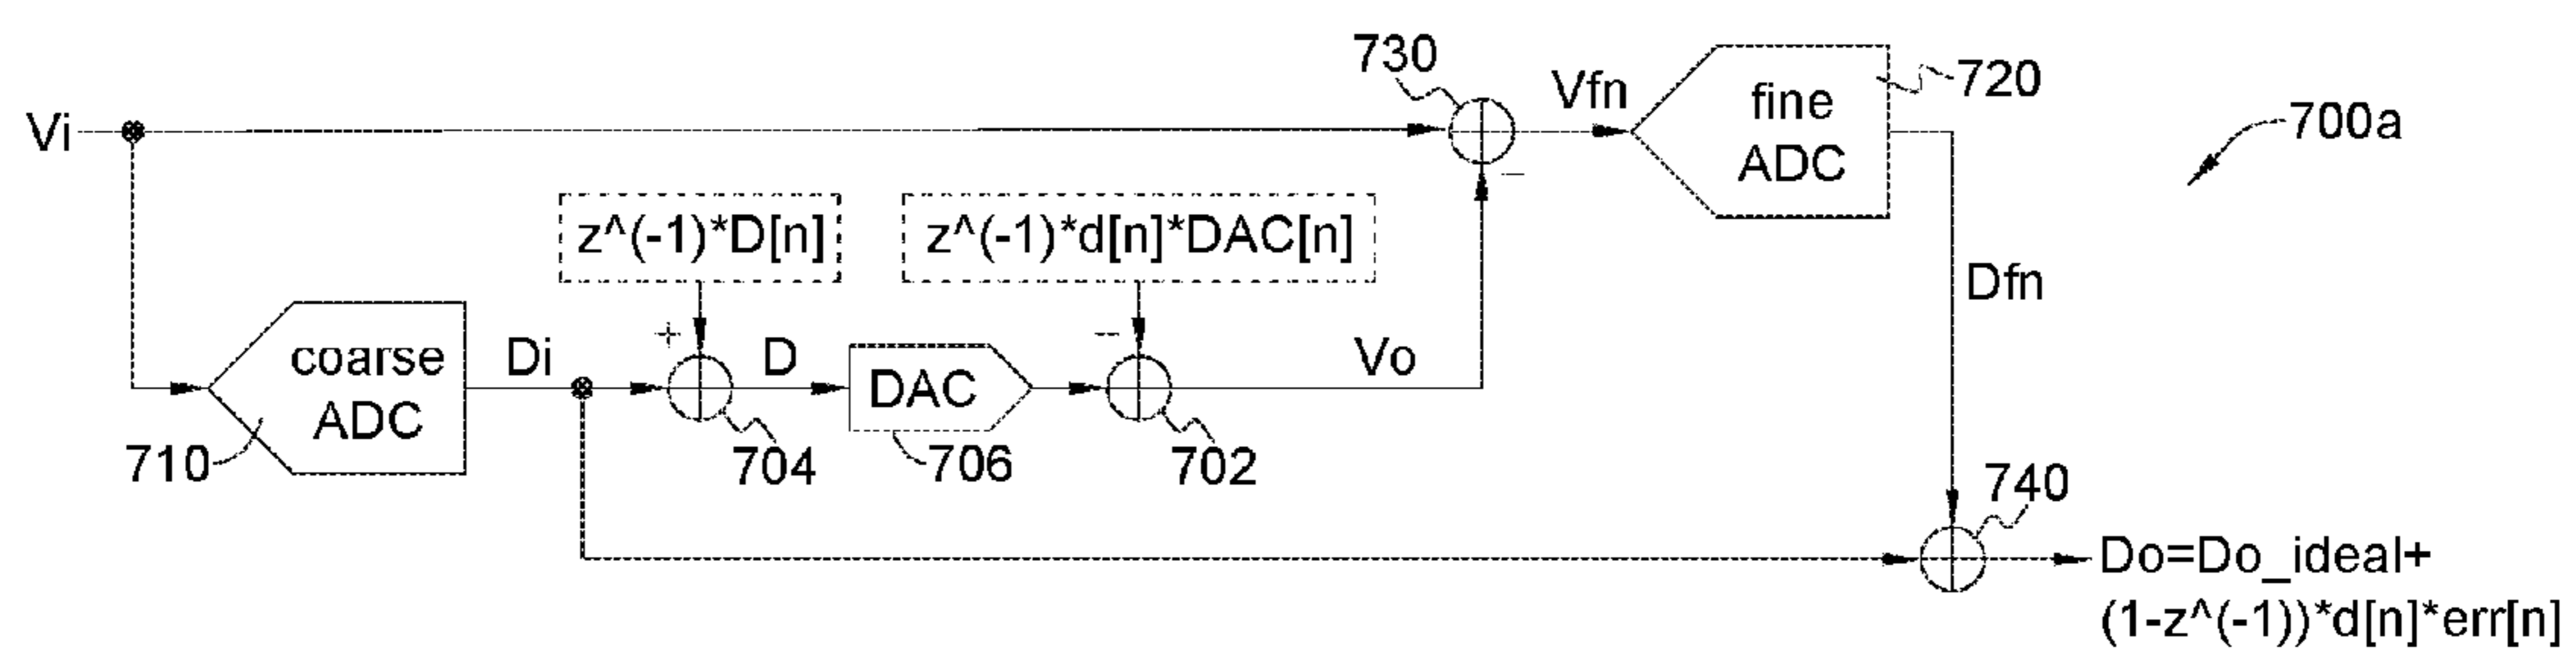 730
Vfn
fine
ADC
720
700a
Vi
z^(-1)*D[n]
z^(-1)*d[n]*DAC[n]
−
Dfn
coarse
ADC
Di
+
D
DAC
−
Vo
710
704
706
702
740
Do=Do_ideal+
(1-z^(-1))*d[n]*err[n]